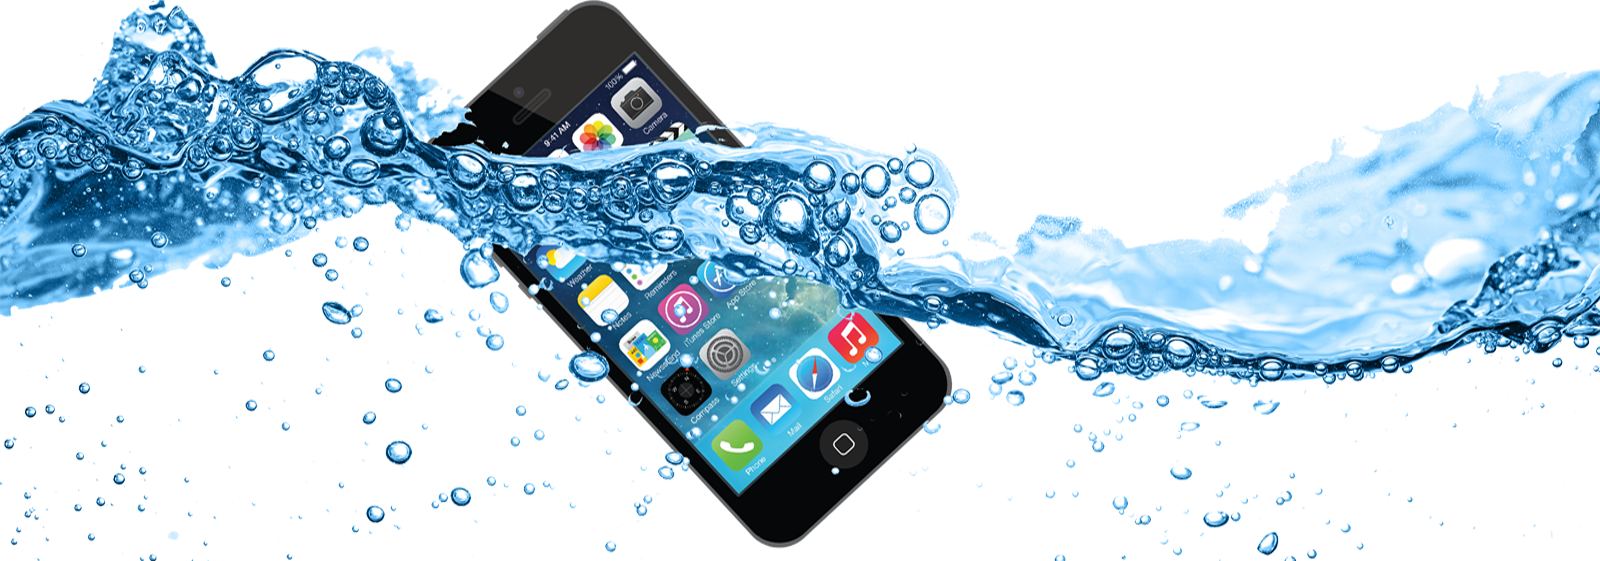 9:41 AM
100%
Camera
Weather
Reminders
Notes
iTunes Store
App Store
Newsstand
Settings
Compass
Phone
Mail
Safari